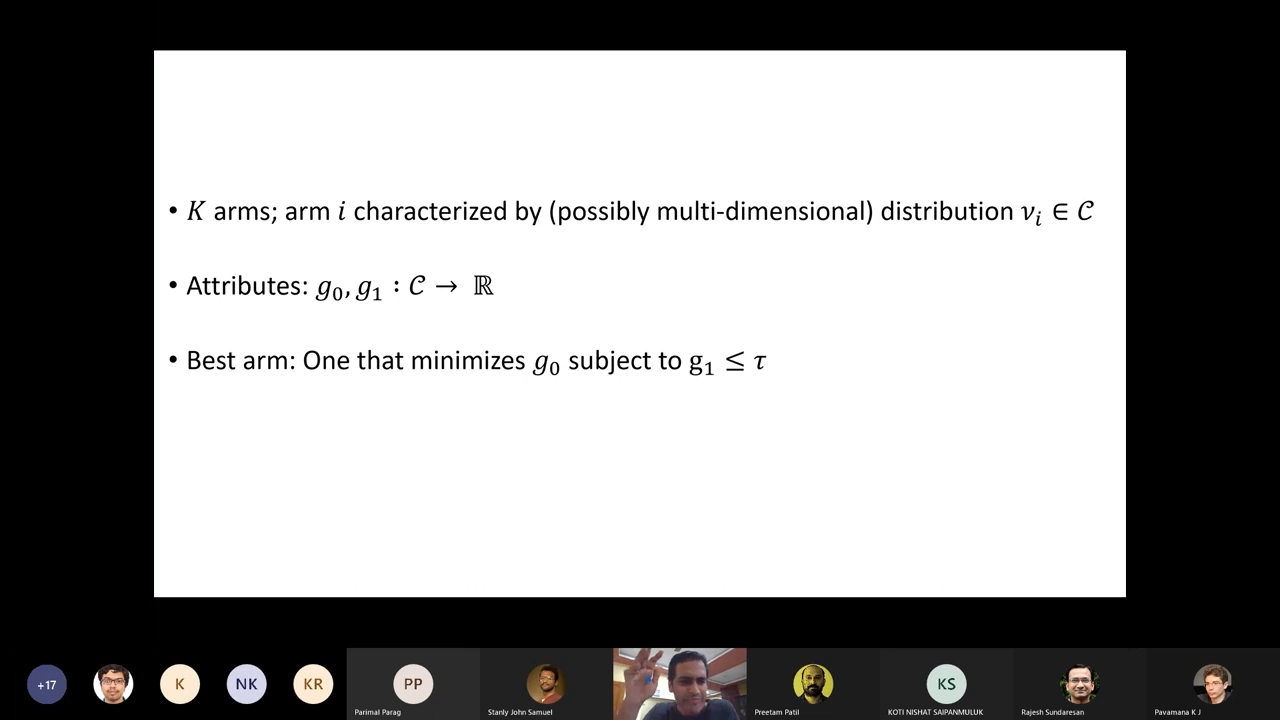 • K arms; arm i characterized by (possibly multi-dimensional) distribution νᵢ ∈ 𝒞
• Attributes: g₀, g₁ : 𝒞 → ℝ
• Best arm: One that minimizes g₀ subject to g₁ ≤ τ
+17
K
NK
KR
PP
KS
Parimal Parag
Stanly John Samuel
Preetam Patil
KOTI NISHAT SAIPANMULUK
Rajesh Sundaresan
Pavamana K J